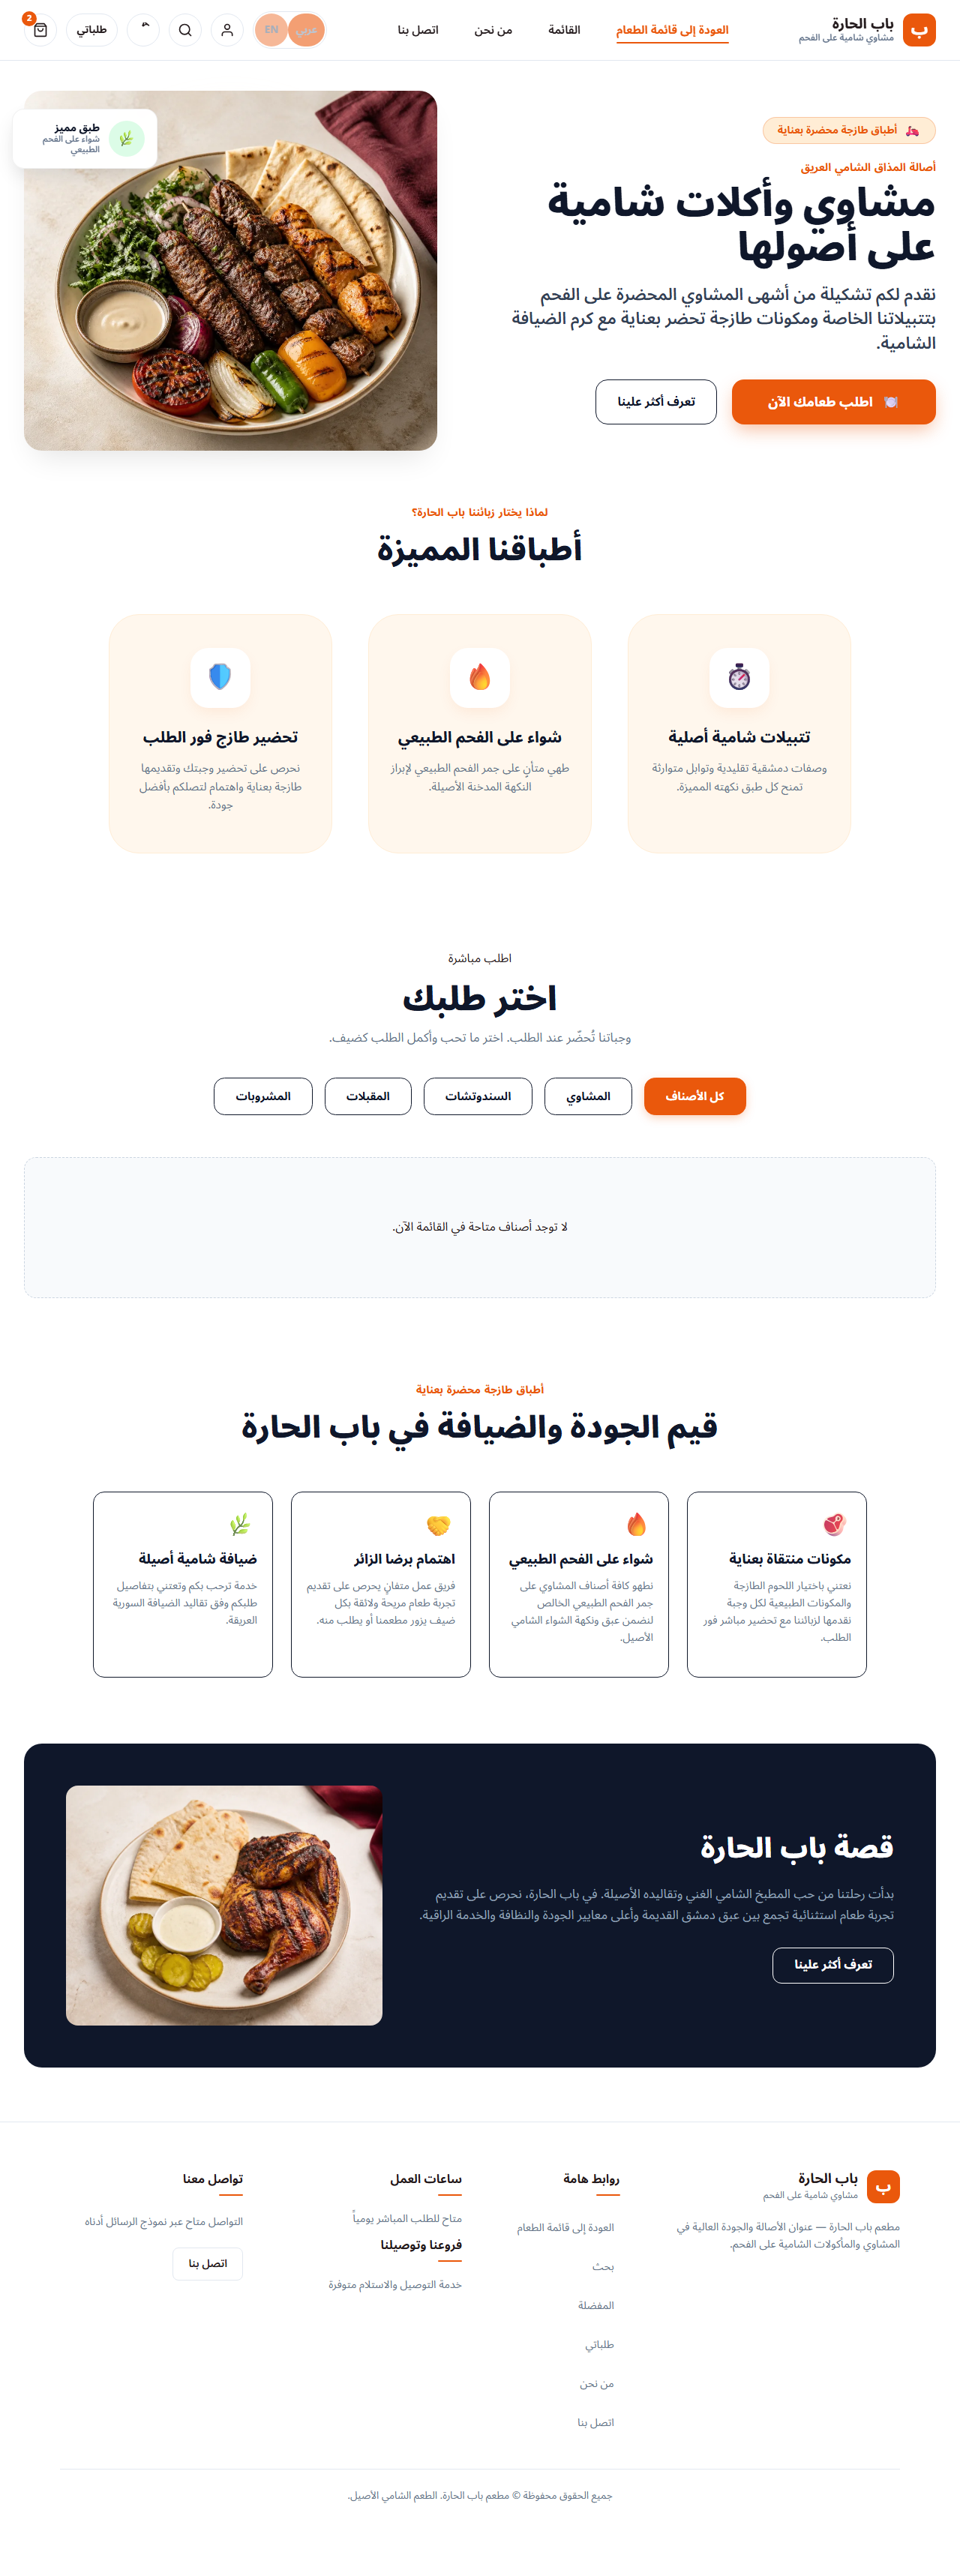 ب
باب الحارة
مشاوي شامية على الفحم
العودة إلى قائمة الطعام
القائمة
من نحن
اتصل بنا
عربي
EN
طلباتي
2
أطباق طازجة محضرة بعناية
أصالة المذاق الشامي العريق
مشاوي وأكلات شامية
على أصولها
نقدم لكم تشكيلة من أشهى المشاوي المحضرة على الفحم
بتتبيلاتنا الخاصة ومكونات طازجة تحضر بعناية مع كرم الضيافة
الشامية.
اطلب طعامك الآن
تعرف أكثر علينا
طبق مميز
شواء على الفحم
الطبيعي
لماذا يختار زبائننا باب الحارة؟
أطباقنا المميزة
تتبيلات شامية أصلية
وصفات دمشقية تقليدية وتوابل متوارثة
تمنح كل طبق نكهته المميزة.
شواء على الفحم الطبيعي
طهي متأنٍ على جمر الفحم الطبيعي لإبراز
النكهة المدخنة الأصيلة.
تحضير طازج فور الطلب
نحرص على تحضير وجبتك وتقديمها
طازجة بعناية واهتمام لتصلكم بأفضل
جودة.
اطلب مباشرة
اختر طلبك
وجباتنا تُحضّر عند الطلب. اختر ما تحب وأكمل الطلب كضيف.
كل الأصناف
المشاوي
السندوتشات
المقبلات
المشروبات
لا توجد أصناف متاحة في القائمة الآن.
أطباق طازجة محضرة بعناية
قيم الجودة والضيافة في باب الحارة
مكونات منتقاة بعناية
نعتني باختيار اللحوم الطازجة
والمكونات الطبيعية لكل وجبة
نقدمها لزبائننا مع تحضير مباشر فور
الطلب.
شواء على الفحم الطبيعي
نطهو كافة أصناف المشاوي على
جمر الفحم الطبيعي الخالص
لنضمن عبق ونكهة الشواء الشامي
الأصيل.
اهتمام برضا الزائر
فريق عمل متفانٍ يحرص على تقديم
تجربة طعام مريحة ولائقة بكل
ضيف يزور مطعمنا أو يطلب منه.
ضيافة شامية أصيلة
خدمة ترحب بكم وتعتني بتفاصيل
طلبكم وفق تقاليد الضيافة السورية
العريقة.
قصة باب الحارة
بدأت رحلتنا من حب المطبخ الشامي الغني وتقاليده الأصيلة. في باب الحارة، نحرص على تقديم
تجربة طعام استثنائية تجمع بين عبق دمشق القديمة وأعلى معايير الجودة والنظافة والخدمة الراقية.
تعرف أكثر علينا
ب
باب الحارة
مشاوي شامية على الفحم
مطعم باب الحارة — عنوان الأصالة والجودة العالية في
المشاوي والمأكولات الشامية على الفحم.
روابط هامة
العودة إلى قائمة الطعام
بحث
المفضلة
طلباتي
من نحن
اتصل بنا
ساعات العمل
متاح للطلب المباشر يومياً
فروعنا وتوصيلنا
خدمة التوصيل والاستلام متوفرة
تواصل معنا
التواصل متاح عبر نموذج الرسائل أدناه
اتصل بنا
جميع الحقوق محفوظة © مطعم باب الحارة. الطعم الشامي الأصيل.